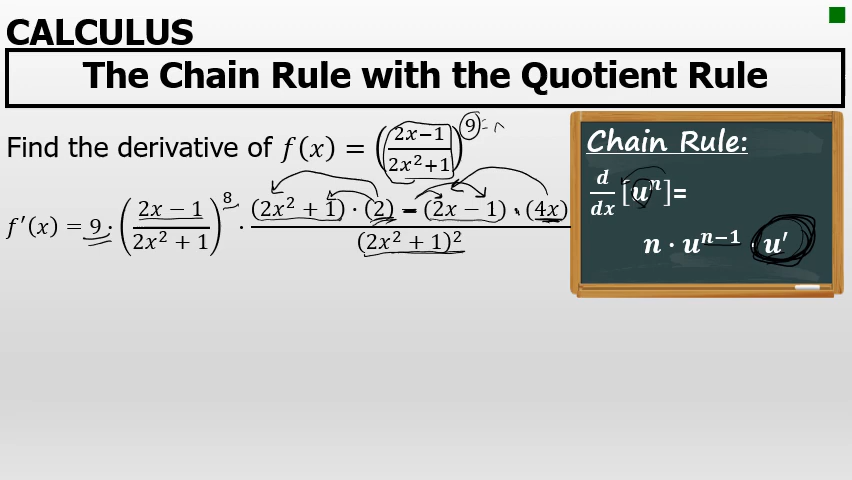 CALCULUS
The Chain Rule with the Quotient Rule
Find the derivative of f(x) = ((2x−1)/(2x²+1))⁹ = n
f′(x) = 9 · ((2x − 1)/(2x² + 1))⁸ · ((2x² + 1) · (2) − (2x − 1) · (4x))/(2x² + 1)²
Chain Rule:
d/dx [uⁿ]=
n · uⁿ⁻¹ · u′